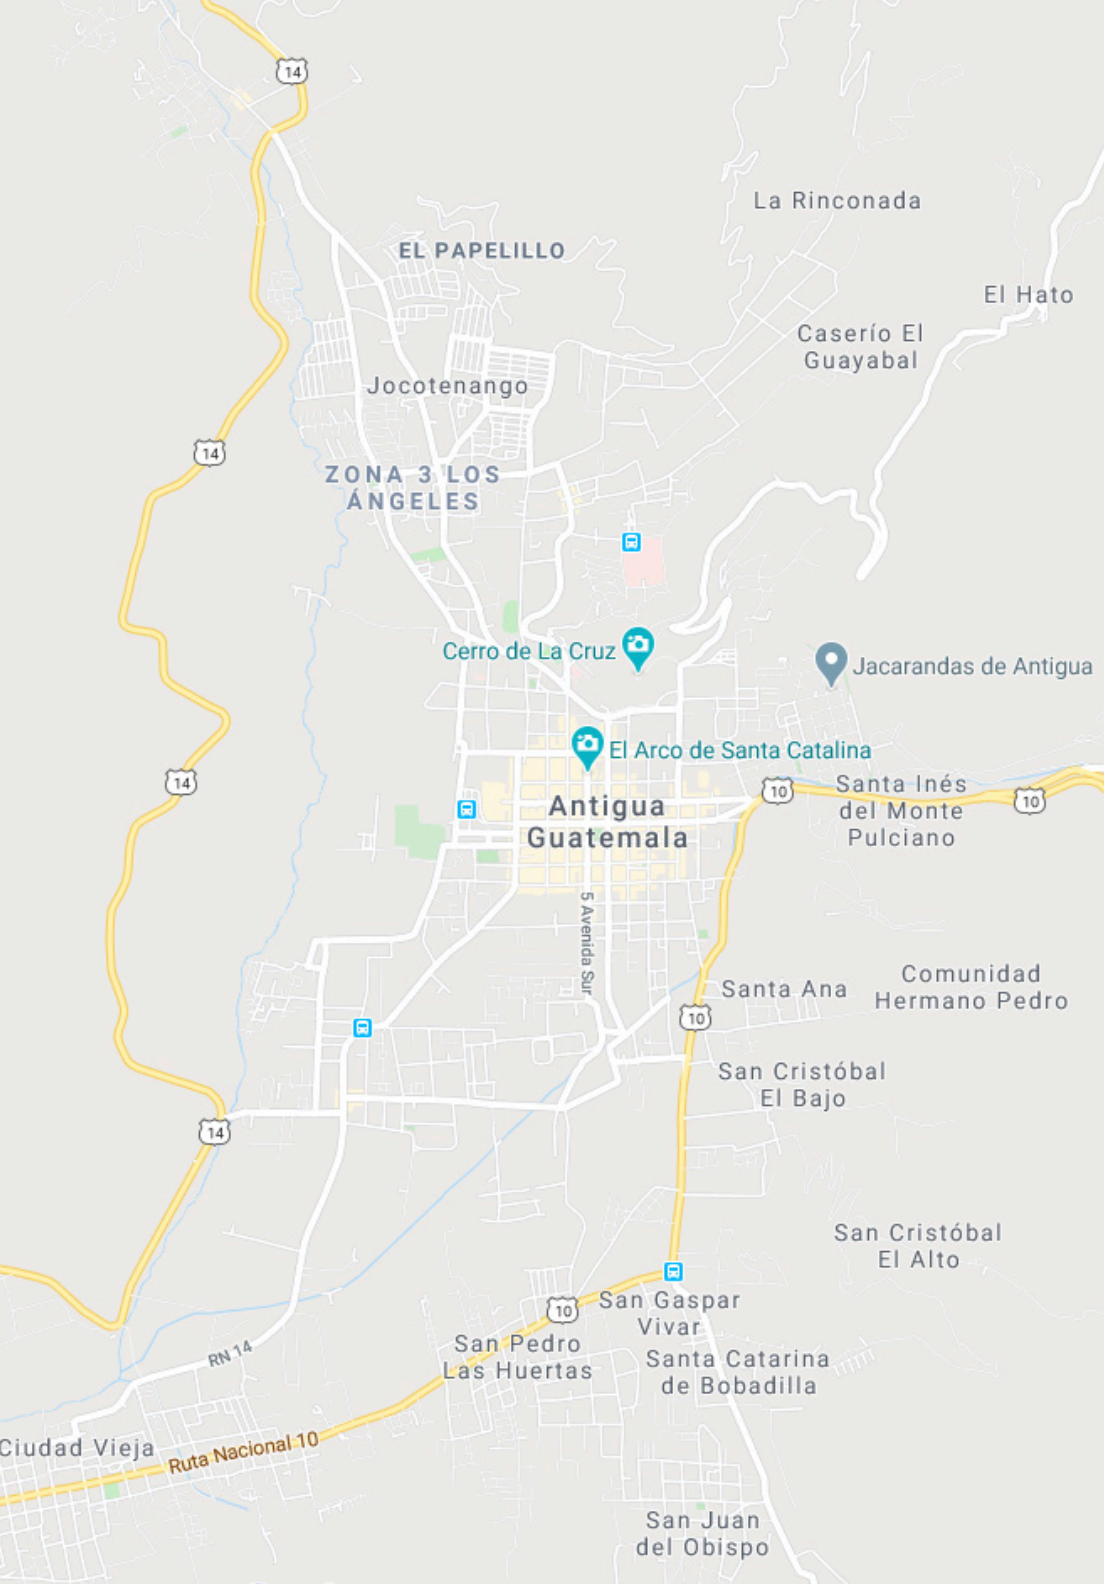 14
La Rinconada
EL PAPELILLO
El Hato
Caserío El
Guayabal
Jocotenango
14
ZONA 3 LOS
ÁNGELES
Cerro de La Cruz
Jacarandas de Antigua
El Arco de Santa Catalina
14
10
Santa Inés
del Monte
Pulciano
10
Antigua
Guatemala
5 Avenida Sur
Santa Ana
Comunidad
Hermano Pedro
10
San Cristóbal
El Bajo
14
San Cristóbal
El Alto
10
San Gaspar
Vivar
San Pedro
Las Huertas
RN 14
Santa Catarina
de Bobadilla
Ciudad Vieja
Ruta Nacional 10
San Juan
del Obispo